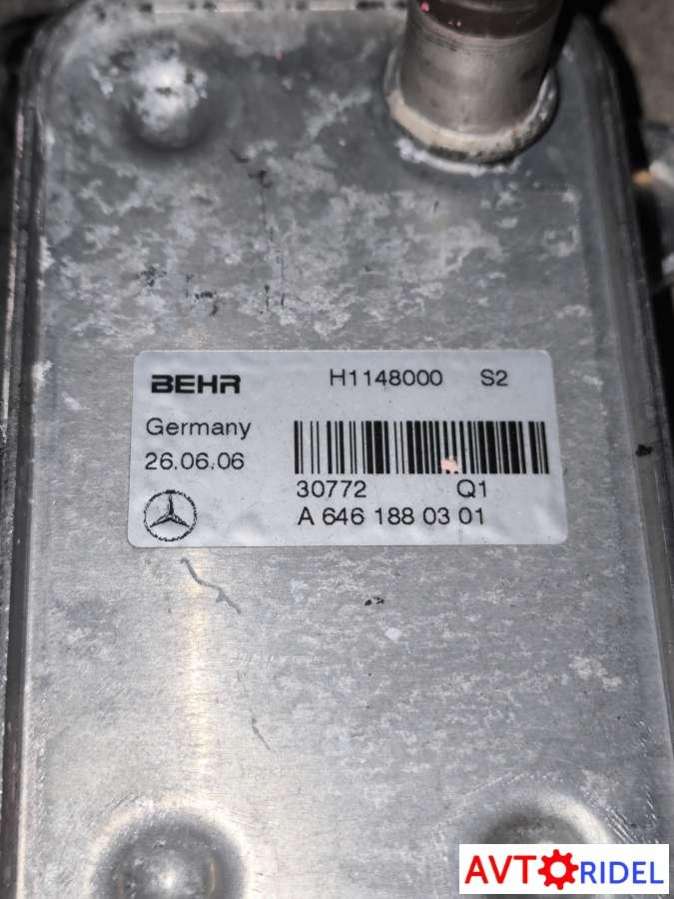 BEHR H1148000 S2
Germany
26.06.06
30772 Q1
A 646 188 03 01
AVTORIDEL